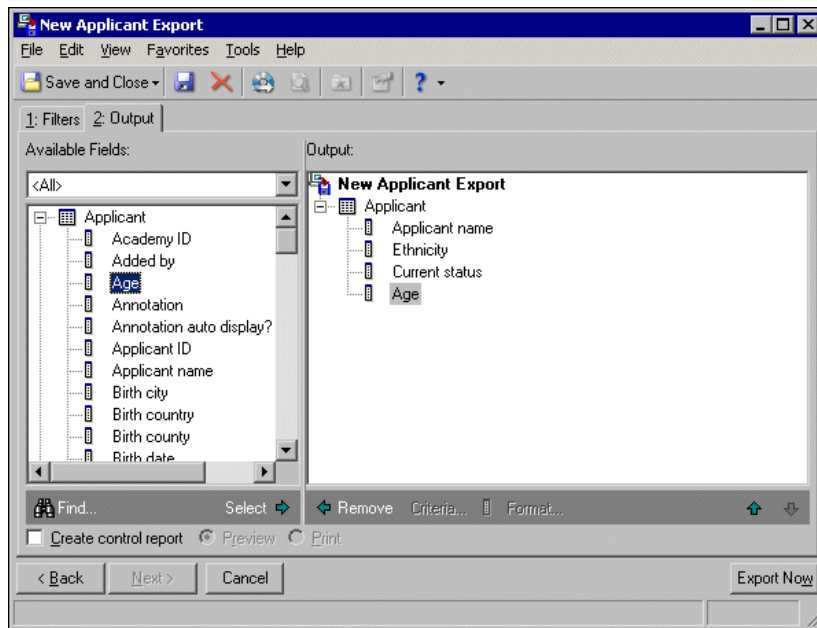 New Applicant Export
File Edit View Favorites Tools Help
Save and Close ?
1: Filters 2: Output
Available Fields:
<All>
Applicant
Academy ID
Added by
Age
Annotation
Annotation auto display?
Applicant ID
Applicant name
Birth city
Birth country
Birth county
Birth date
Find... Select
Output:
New Applicant Export
Applicant
Applicant name
Ethnicity
Current status
Age
Remove Criteria... Format...
Create control report Preview Print
< Back Next > Cancel Export Now